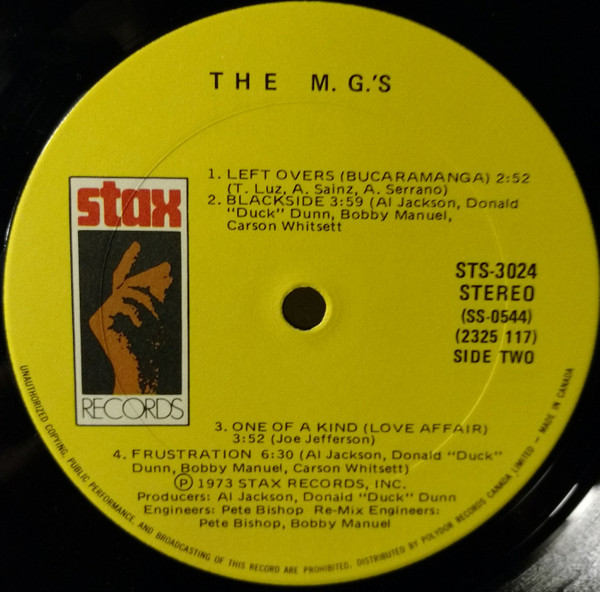 THE M. G.'S
1. LEFT OVERS (BUCARAMANGA) 2:52
(T. Luz, A. Sainz, A. Serrano)
2. BLACKSIDE 3:59 (Al Jackson, Donald
"Duck" Dunn, Bobby Manuel,
Carson Whitsett
stax
RECORDS
STS-3024
STEREO
(SS-0544)
(2325 117)
SIDE TWO
3. ONE OF A KIND (LOVE AFFAIR)
3:52 (Joe Jefferson)
4. FRUSTRATION 6:30 (Al Jackson, Donald "Duck"
Dunn, Bobby Manuel, Carson Whitsett)
Ⓟ 1973 STAX RECORDS, INC.
Producers: Al Jackson, Donald "Duck" Dunn
Engineers: Pete Bishop Re-Mix Engineers:
Pete Bishop, Bobby Manuel
UNAUTHORIZED COPYING, PUBLIC PERFORMANCE, AND BROADCASTING OF THIS RECORD ARE PROHIBITED. DISTRIBUTED BY POLYDOR RECORDS CANADA LIMITED – MADE IN CANADA